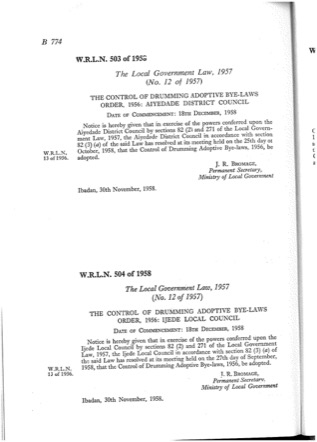 B 774
W.R.L.N. 503 of 1958
The Local Government Law, 1957
(No. 12 of 1957)
THE CONTROL OF DRUMMING ADOPTIVE BYE-LAWS
ORDER, 1956: AIYEDADE DISTRICT COUNCIL
DATE OF COMMENCEMENT: 18TH DECEMBER, 1958
Notice is hereby given that in exercise of the powers conferred upon the
Aiyedade District Council by sections 82 (2) and 271 of the Local Govern-
ment Law, 1957, the Aiyedade District Council in accordance with section
82 (3) (a) of the said Law has resolved at its meeting held on the 25th day of
October, 1958, that the Control of Drumming Adoptive Bye-laws, 1956, be
adopted.
W.R.L.N.
13 of 1956.
J. R. BROMAGE,
Permanent Secretary,
Ministry of Local Government
Ibadan, 30th November, 1958.
W.R.L.N. 504 of 1958
The Local Government Law, 1957
(No. 12 of 1957)
THE CONTROL OF DRUMMING ADOPTIVE BYE-LAWS
ORDER, 1956: IJEDE LOCAL COUNCIL
DATE OF COMMENCEMENT: 18TH DECEMBER, 1958
Notice is hereby given that in exercise of the powers conferred upon the
Ijede Local Council by sections 82 (2) and 271 of the Local Government
Law, 1957, the Ijede Local Council in accordance with section 82 (3) (a) of
the said Law has resolved at its meeting held on the 27th day of September,
1958, that the Control of Drumming Adoptive Bye-laws, 1956, be adopted.
W.R.L.N.
13 of 1956.
J. R. BROMAGE,
Permanent Secretary,
Ministry of Local Government
Ibadan, 30th November, 1958.
W